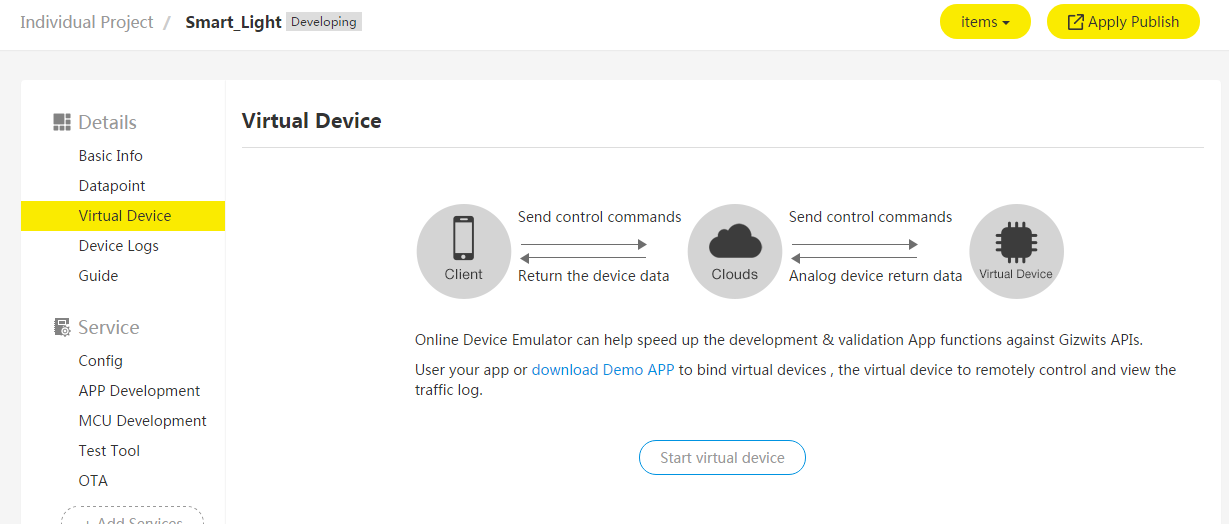 Individual Project / Smart_Light Developing
items
Apply Publish
Details
Basic Info
Datapoint
Virtual Device
Device Logs
Guide
Service
Config
APP Development
MCU Development
Test Tool
OTA
+ Add Services
Virtual Device
Client
Send control commands
Return the device data
Clouds
Send control commands
Analog device return data
Virtual Device
Online Device Emulator can help speed up the development & validation App functions against Gizwits APIs.
User your app or download Demo APP to bind virtual devices , the virtual device to remotely control and view the
traffic log.
Start virtual device